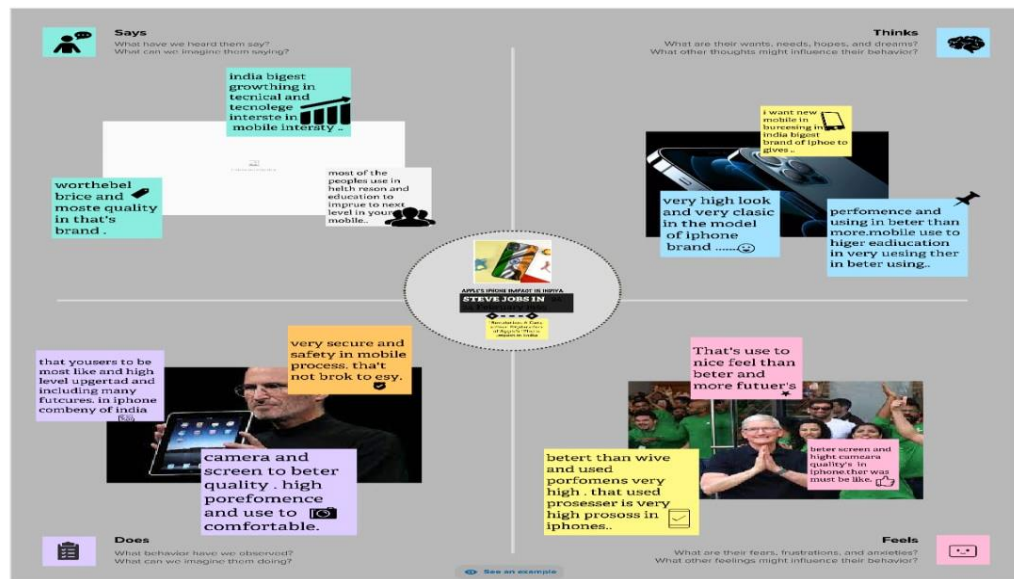 Says
What have we heard them say?
What can we imagine them saying?
india bigest
growthing in
tecnical and
tecnolege
interste in
mobile intersty ..
worthebel
brice and
moste quality
in that's
brand .
most of the
peoples use in
helth reson and
education to
imprue to next
level in your
mobile..
Thinks
What are their wants, needs, hopes, and dreams?
What other thoughts might influence their behavior?
i want new
mobile in
burcesing in
india bigest
brand of Iphoe to
gives ..
very high look
and very clasic
in the model
of iphone
brand .......
perfomence and
using in beter than
more.mobile use to
higer eadiucation
in very uesing ther
in beter using..
APPLE'S IPHONE IMPACT IN INDIYA
STEVE JOBS IN
that yousers to be
most like and high
level upgertad and
including many
futcures. in iphone
combeny of india
very secure and
safety in mobile
process. tha't
not brok to esy.
camera and
screen to beter
quality . high
porefomence
and use to
comfortable.
Does
What behavior have we observed?
What can we imagine them doing?
That's use to
nice feel than
beter and
more futuer's
betert than wive
and used
porfomens very
high . that used
prosesser is very
high prososs in
iphones..
beter screen and
hight cameara
quality's in
iphone.ther was
must be like.
Feels
What are their fears, frustrations, and anxieties?
What other feelings might influence their behavior?
See an example